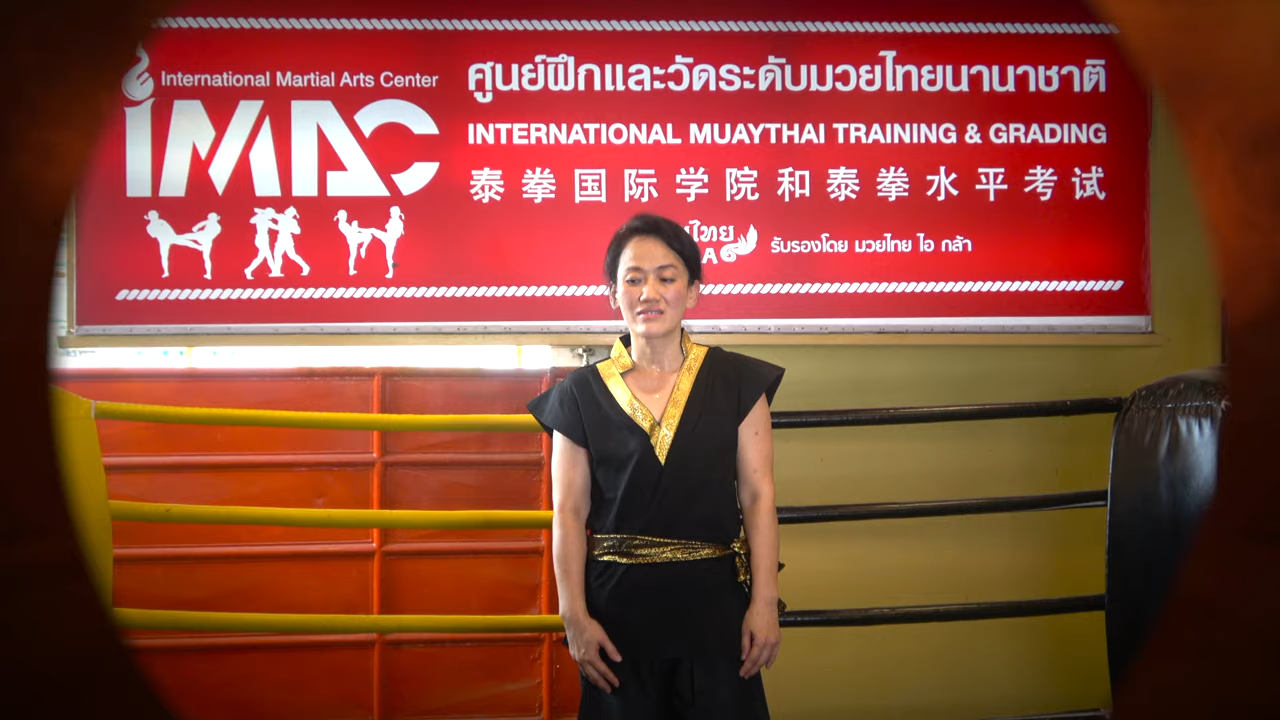 International Martial Arts Center
IMAC
ศูนย์ฝึกและวัดระดับมวยไทยนานาชาติ
INTERNATIONAL MUAYTHAI TRAINING & GRADING
泰拳国际学院和泰拳水平考试
รับรองโดย มวยไทย ไอ กล้า